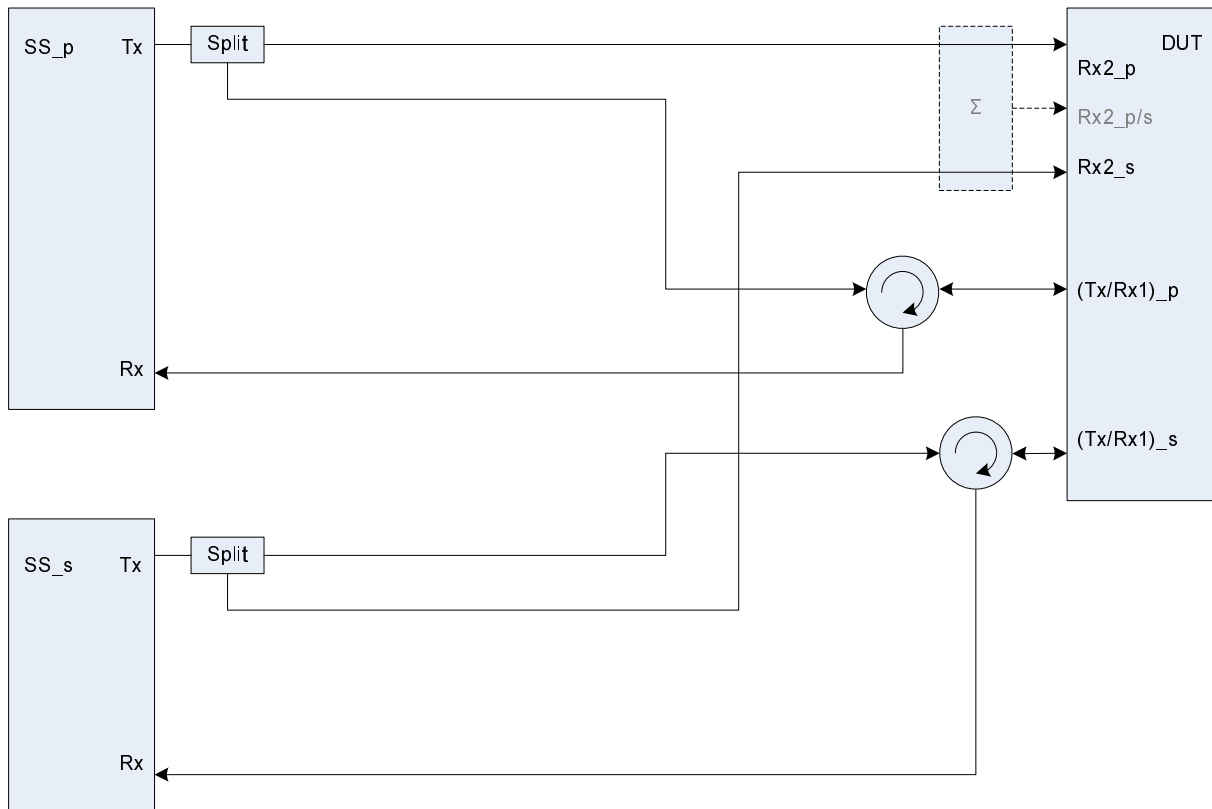 SS_p
Tx
Split
DUT
Rx2_p
Σ
Rx2_p/s
Rx2_s
(Tx/Rx1)_p
Rx
(Tx/Rx1)_s
SS_s
Tx
Split
Rx